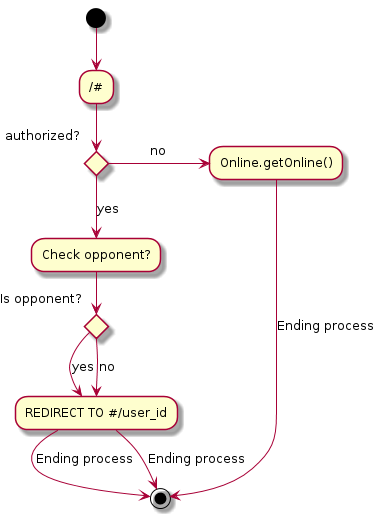 /#
authorized?
no
Online.getOnline()
yes
Check opponent?
Is opponent?
Ending process
yes
no
REDIRECT TO #/user_id
Ending process
Ending process